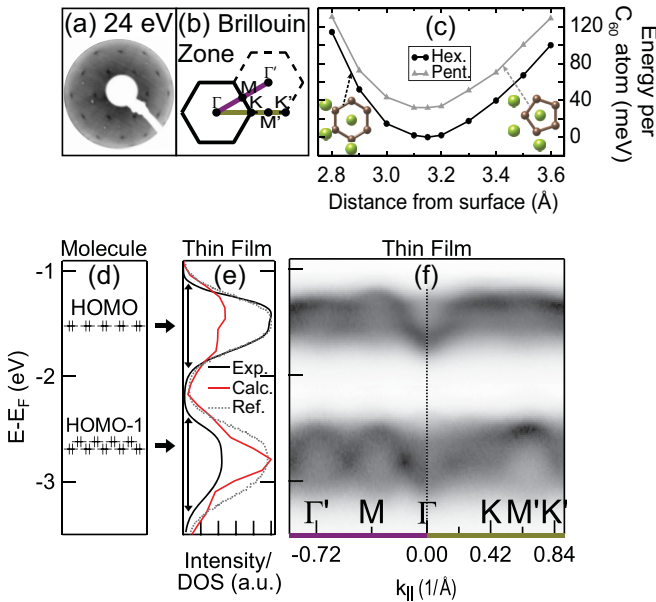 (a) 24 eV
(b) Brillouin
Zone
Γ'
M
Γ
K
K'
M'
(c)
Hex.
Pent.
120
80
40
0
Energy per
C60 atom (meV)
2.8
3.0
3.2
3.4
3.6
Distance from surface (Å)
Molecule
Thin Film
Thin Film
(d)
(e)
(f)
-1
-2
-3
E-EF (eV)
HOMO
HOMO-1
Exp.
Calc.
Ref.
Intensity/
DOS (a.u.)
Γ' M Γ K M' K'
-0.72 0.00 0.42 0.84
k|| (1/Å)